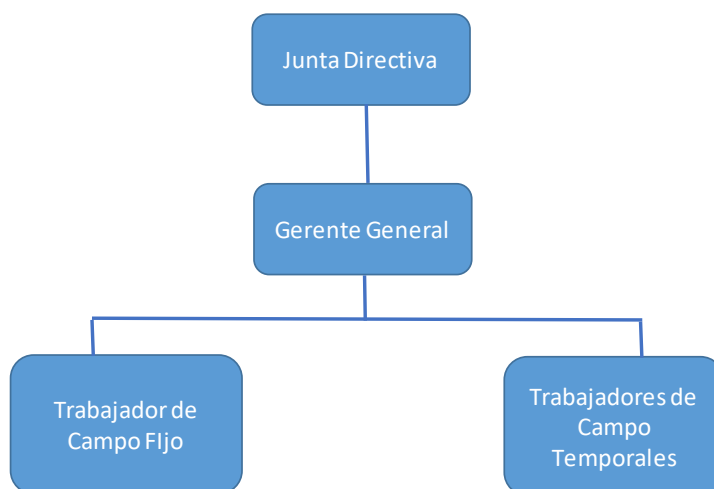 Junta Directiva
Gerente General
Trabajador de
Campo FIjo
Trabajadores de
Campo
Temporales